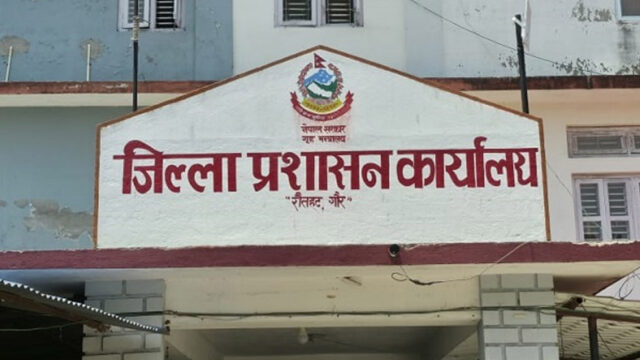 नेपाल सरकार
गृह मन्त्रालय
जिल्ला प्रशासन कार्यालय
"रौतहट, गौर"